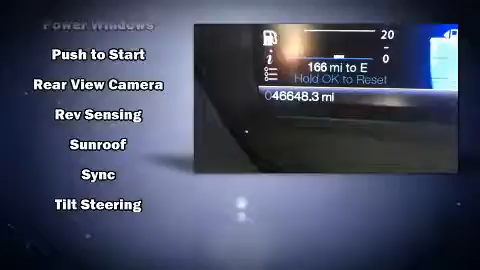 Power Windows
Push to Start
Rear View Camera
Rev Sensing
Sunroof
Sync
Tilt Steering
20
0
166 mi to E
Hold OK to Reset
046648.3 mi